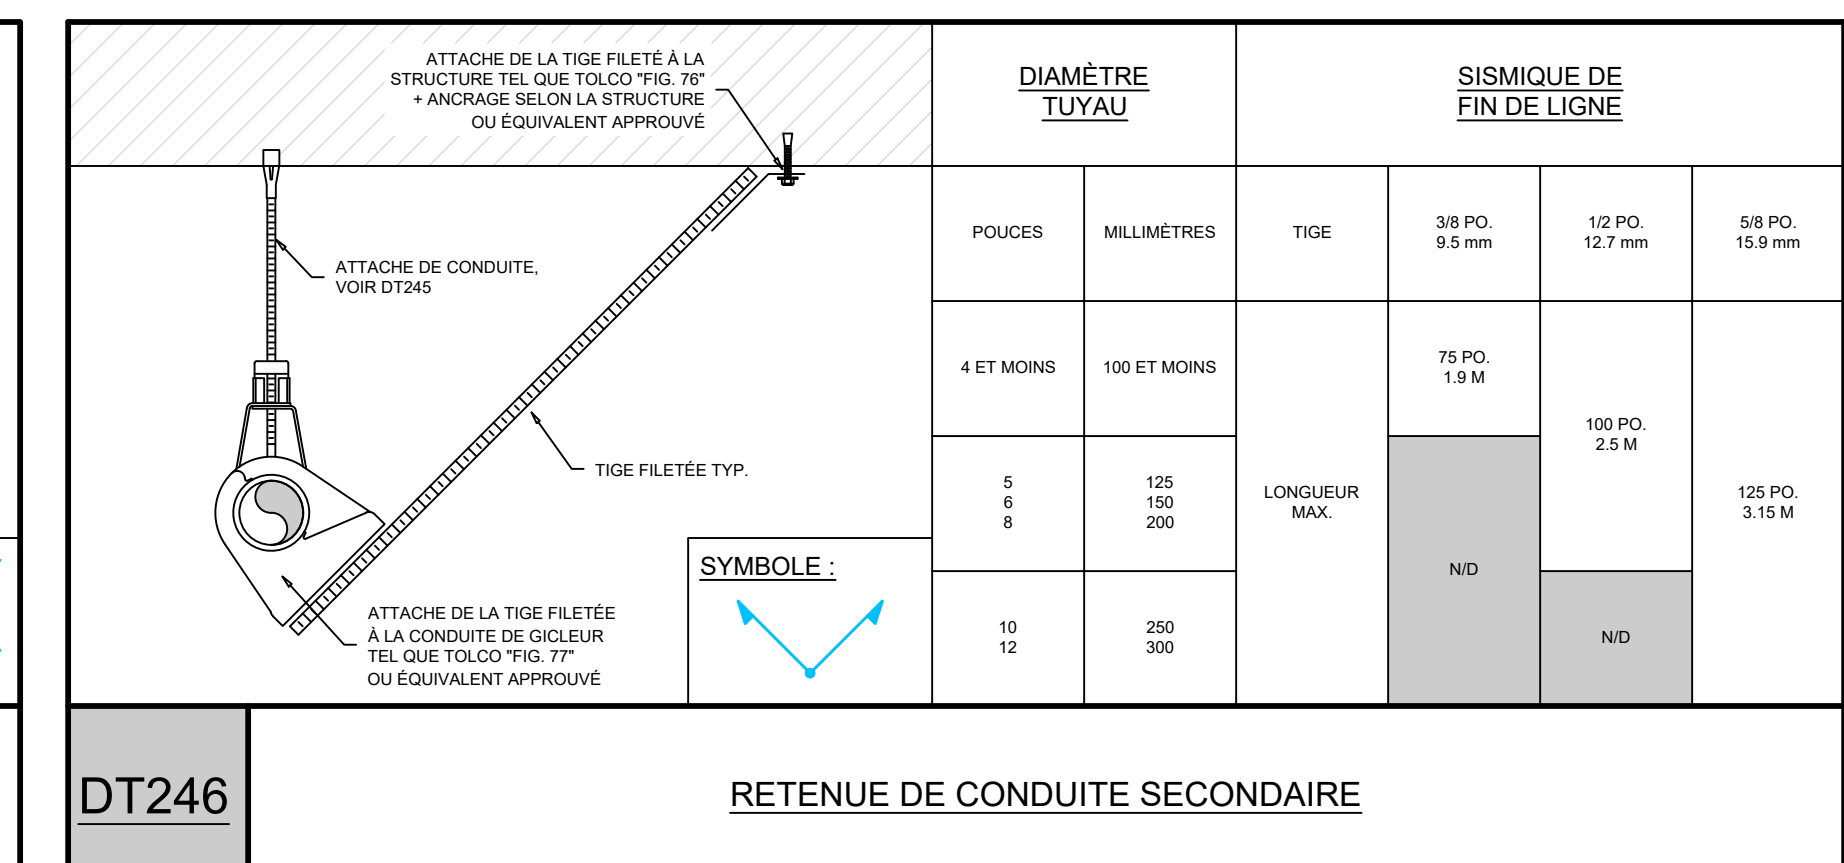 ATTACHE DE LA TIGE FILETÉ À LA
STRUCTURE TEL QUE TOLCO "FIG. 76"
+ ANCRAGE SELON LA STRUCTURE
OU ÉQUIVALENT APPROUVÉ
ATTACHE DE CONDUITE,
VOIR DT245
TIGE FILETÉE TYP.
ATTACHE DE LA TIGE FILETÉE
À LA CONDUITE DE GICLEUR
TEL QUE TOLCO "FIG. 77"
OU ÉQUIVALENT APPROUVÉ
SYMBOLE :
DIAMÈTRE
TUYAU
SISMIQUE DE
FIN DE LIGNE
POUCES
MILLIMÈTRES
TIGE
3/8 PO.
9.5 mm
1/2 PO.
12.7 mm
5/8 PO.
15.9 mm
4 ET MOINS
100 ET MOINS
LONGUEUR
MAX.
75 PO.
1.9 M
100 PO.
2.5 M
125 PO.
3.15 M
5
6
8
125
150
200
N/D
10
12
250
300
N/D
DT246
RETENUE DE CONDUITE SECONDAIRE